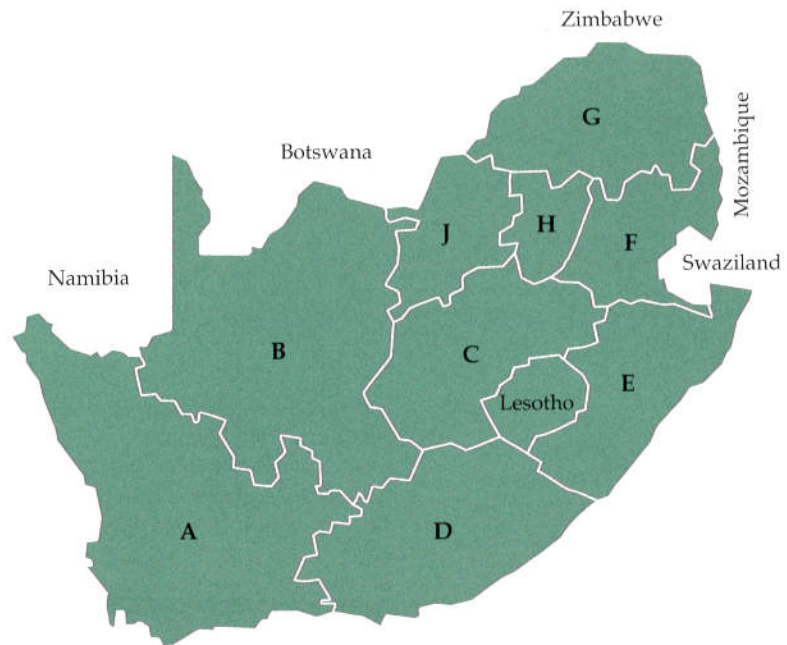 Zimbabwe
G
Mozambique
Botswana
J
H
F
Swaziland
Namibia
B
C
E
Lesotho
A
D